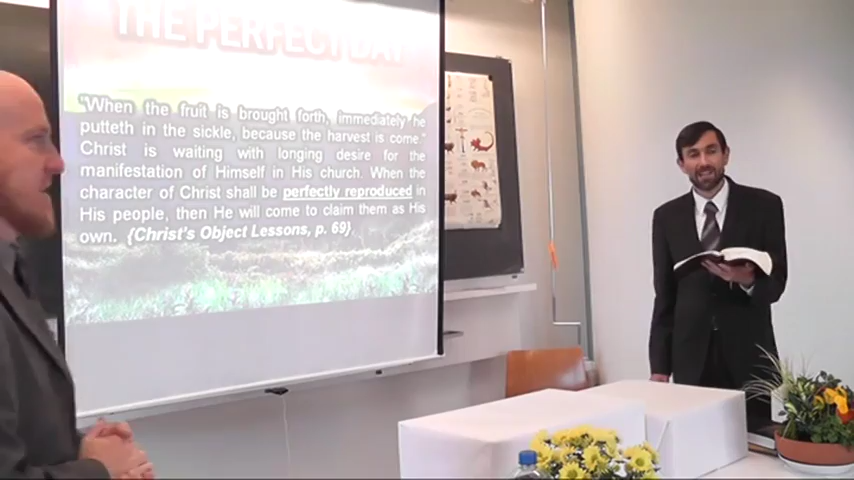 THE PERFECT DAY
"When the fruit is brought forth, immediately he
putteth in the sickle, because the harvest is come."
Christ is waiting with longing desire for the
manifestation of Himself in His church. When the
character of Christ shall be perfectly reproduced in
His people, then He will come to claim them as His
own. {Christ's Object Lessons, p. 69}.